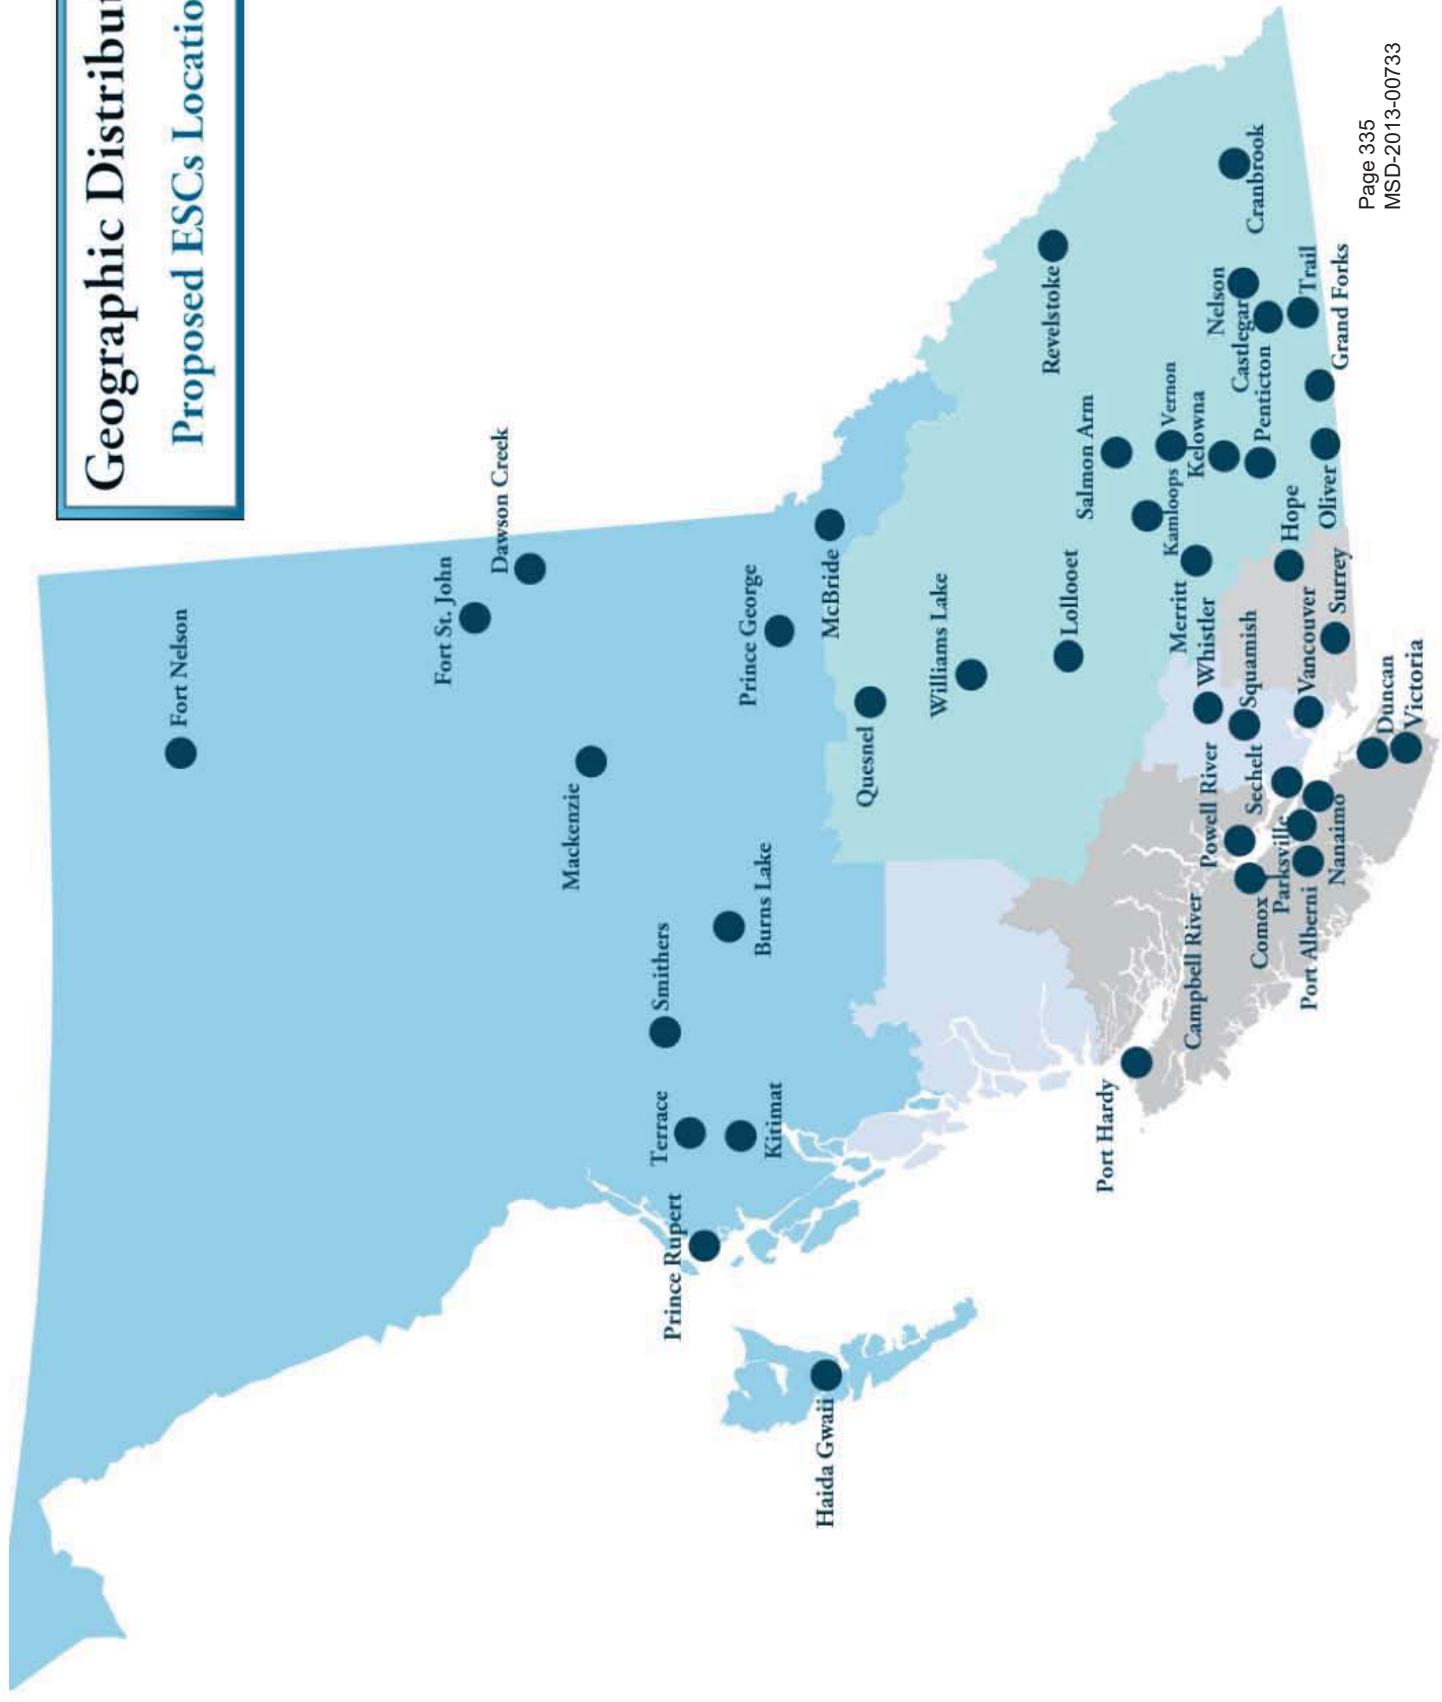 Geographic Distribu
Proposed ESCs Locatio
Fort Nelson
Fort St. John
Dawson Creek
Mackenzie
Prince George
McBride
Smithers
Burns Lake
Terrace
Kitimat
Prince Rupert
Haida Gwaii
Quesnel
Williams Lake
Lollooet
Revelstoke
Salmon Arm
Kamloops
Vernon
Kelowna
Merritt
Penticton
Nelson
Castlegar
Cranbrook
Trail
Grand Forks
Oliver
Hope
Surrey
Whistler
Squamish
Vancouver
Powell River
Sechelt
Port Hardy
Campbell River
Comox
Parksville
Port Alberni
Nanaimo
Duncan
Victoria
Page 335
MSD-2013-00733